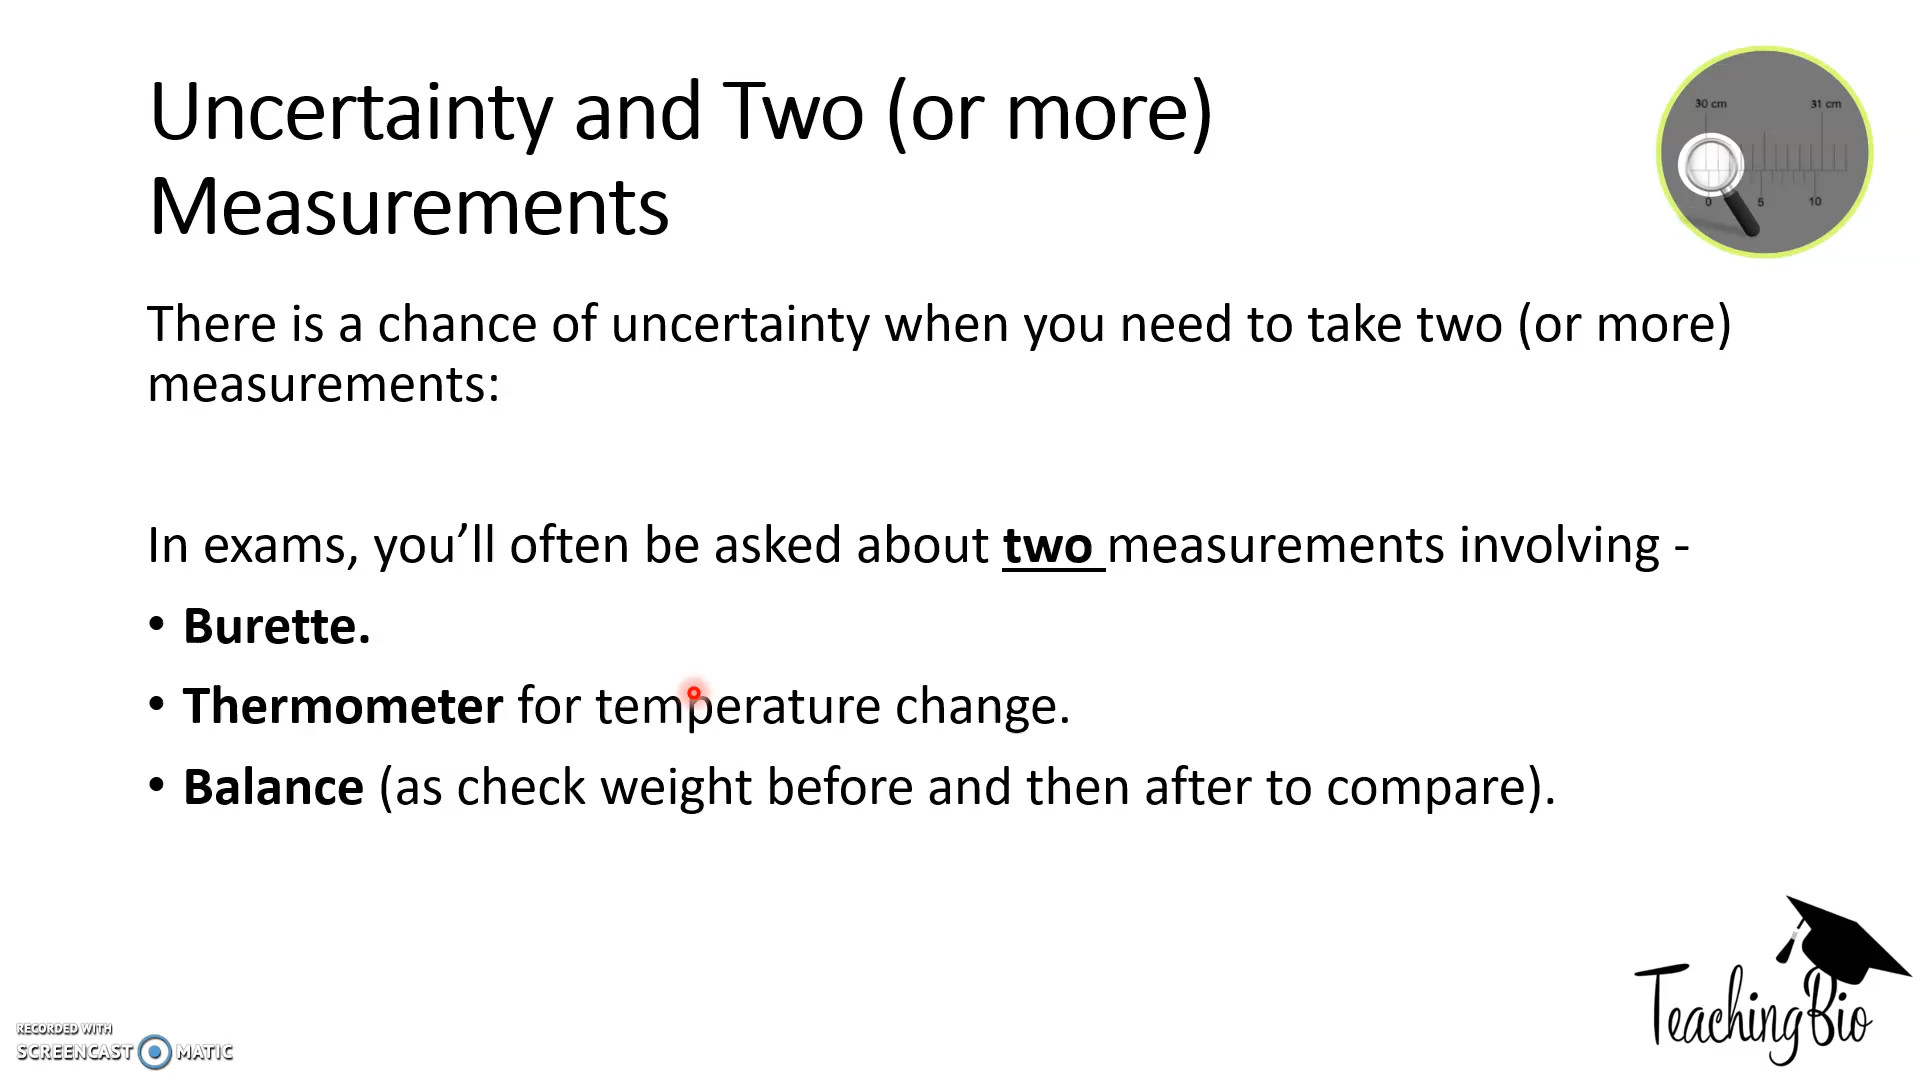 Uncertainty and Two (or more)
Measurements
30 cm 31 cm
0 5 10
There is a chance of uncertainty when you need to take two (or more)
measurements:
In exams, you’ll often be asked about two measurements involving -
• Burette.
• Thermometer for temperature change.
• Balance (as check weight before and then after to compare).
TeachingBio
RECORDED WITH
SCREENCAST MATIC